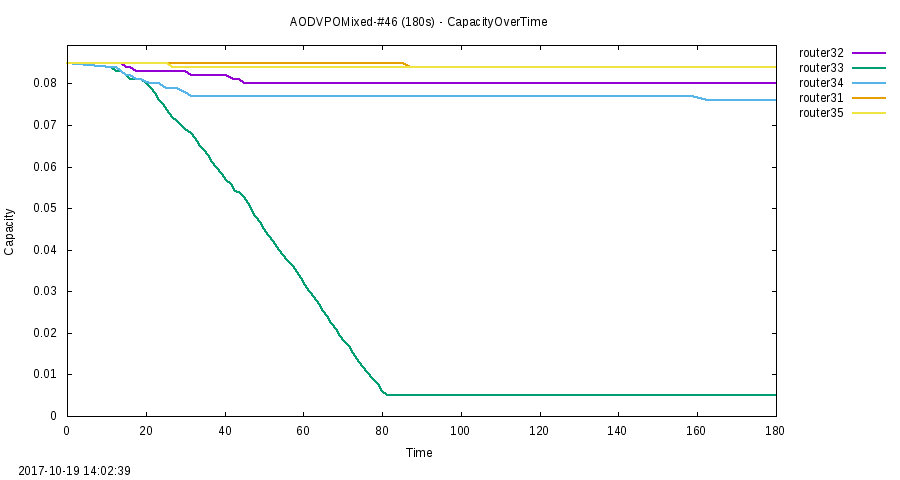 AODVPOMixed-#46 (180s) - CapacityOverTime
router32
router33
router34
router31
router35
0.08
0.07
0.06
0.05
0.04
0.03
0.02
0.01
0
Capacity
0 20 40 60 80 100 120 140 160 180
Time
2017-10-19 14:02:39